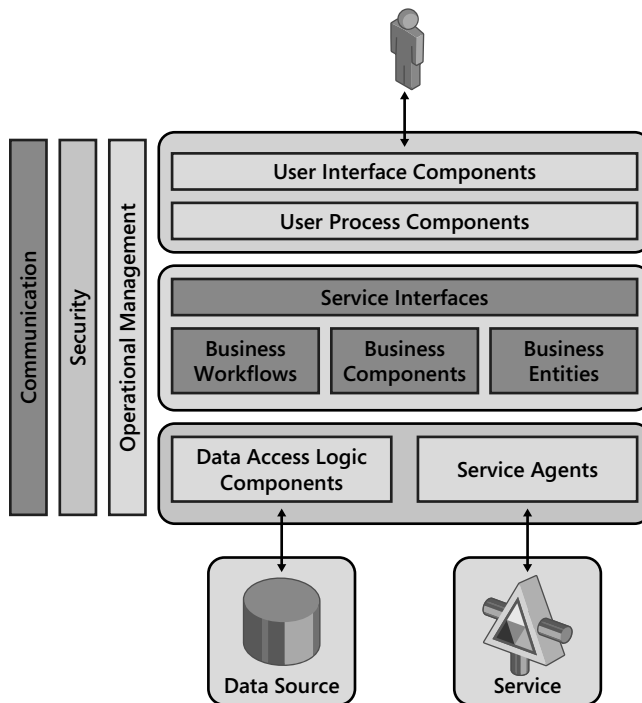 Communication
Security
Operational Management
User Interface Components
User Process Components
Service Interfaces
Business
Workflows
Business
Components
Business
Entities
Data Access Logic
Components
Service Agents
Data Source
Service